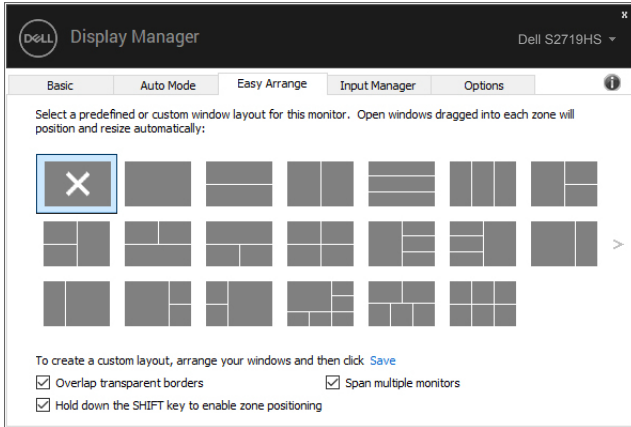 x
DELL Display Manager
Dell S2719HS
Basic Auto Mode Easy Arrange Input Manager Options i
Select a predefined or custom window layout for this monitor. Open windows dragged into each zone will
position and resize automatically:
>
To create a custom layout, arrange your windows and then click Save
Overlap transparent borders Span multiple monitors
Hold down the SHIFT key to enable zone positioning